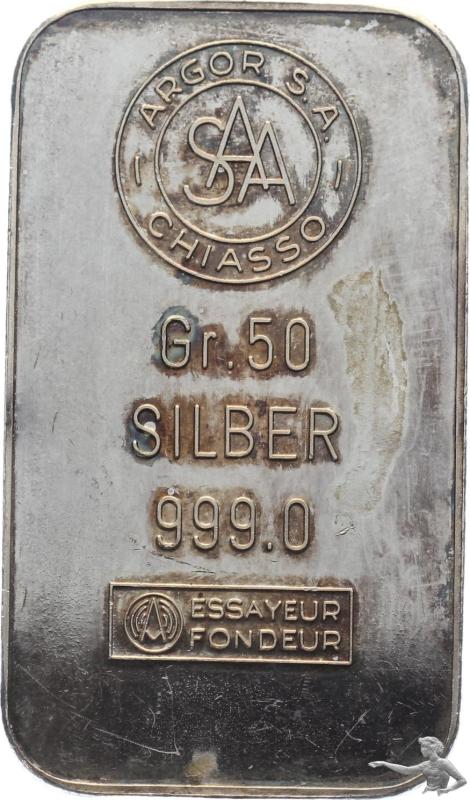 ARGOR S.A.
SAA
CHIASSO
Gr. 50
SILBER
999.0
ESSAYEUR
FONDEUR